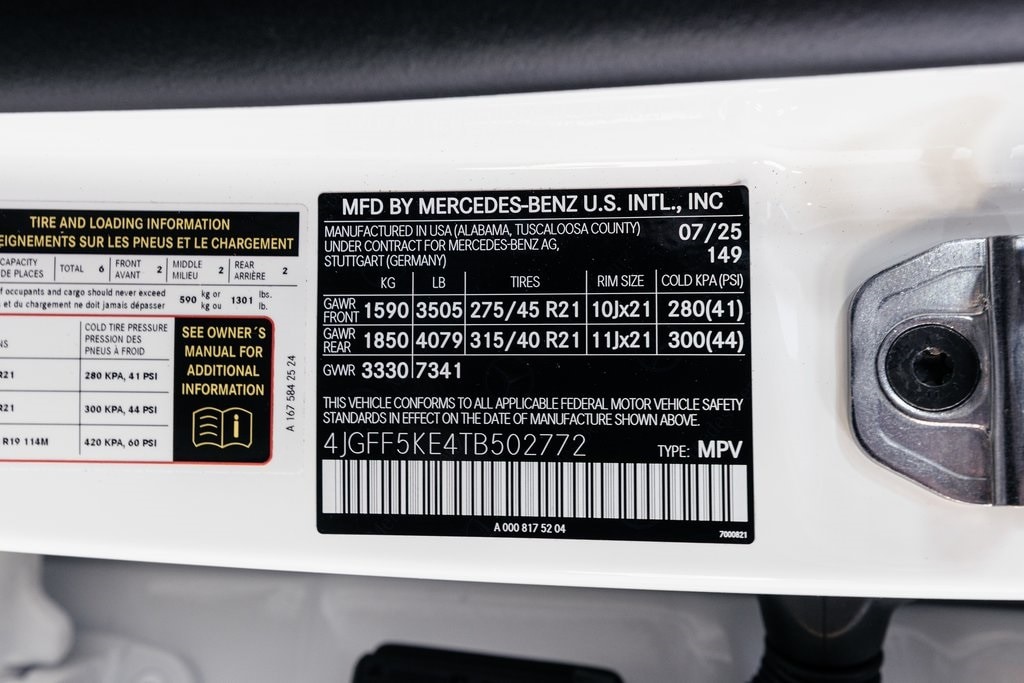 TIRE AND LOADING INFORMATION
EIGNEMENTS SUR LES PNEUS ET LE CHARGEMENT
CAPACITY
DE PLACES
TOTAL 6
FRONT
AVANT 2
MIDDLE
MILIEU 2
REAR
ARRIÈRE 2
f occupants and cargo should never exceed
et du chargement ne doit jamais dépasser
590 kg or
kg ou
1301 lbs.
lb.
COLD TIRE PRESSURE
PRESSION DES
PNEUS À FROID
R21 280 KPA, 41 PSI
R21 300 KPA, 44 PSI
R19 114M 420 KPA, 60 PSI
SEE OWNER´S
MANUAL FOR
ADDITIONAL
INFORMATION
A 167 584 25 24
MFD BY MERCEDES-BENZ U.S. INTL., INC
MANUFACTURED IN USA (ALABAMA, TUSCALOOSA COUNTY) 07/25
UNDER CONTRACT FOR MERCEDES-BENZ AG, 149
STUTTGART (GERMANY)
KG LB TIRES RIM SIZE COLD KPA (PSI)
GAWR
FRONT 1590 3505 275/45 R21 10Jx21 280(41)
GAWR
REAR 1850 4079 315/40 R21 11Jx21 300(44)
GVWR 3330 7341
THIS VEHICLE CONFORMS TO ALL APPLICABLE FEDERAL MOTOR VEHICLE SAFETY
STANDARDS IN EFFECT ON THE DATE OF MANUFACTURE SHOWN ABOVE.
4JGFF5KE4TB502772 TYPE: MPV
A 000 817 52 04
7000821